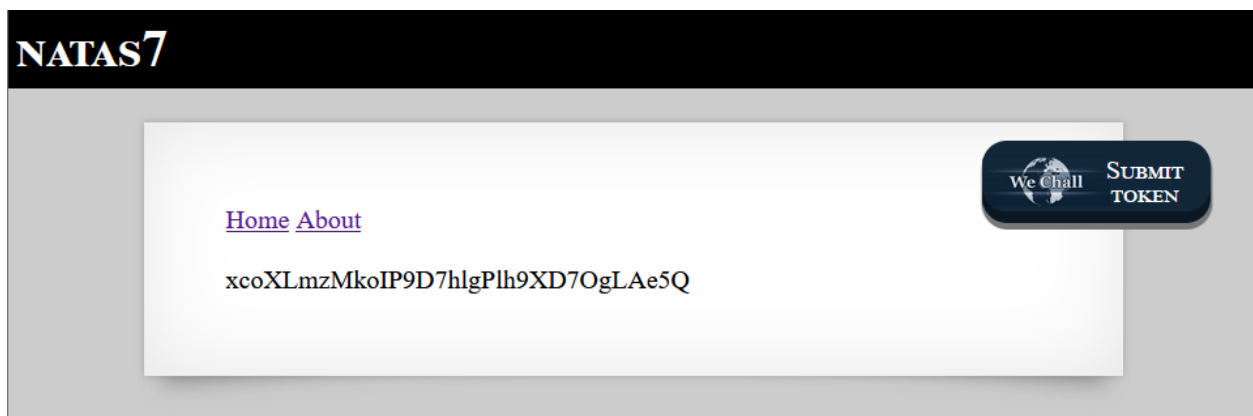 NATAS7
We Chall
SUBMIT
TOKEN
Home About
xcoXLmzMkoIP9D7hlgPlh9XD7OgLAe5Q